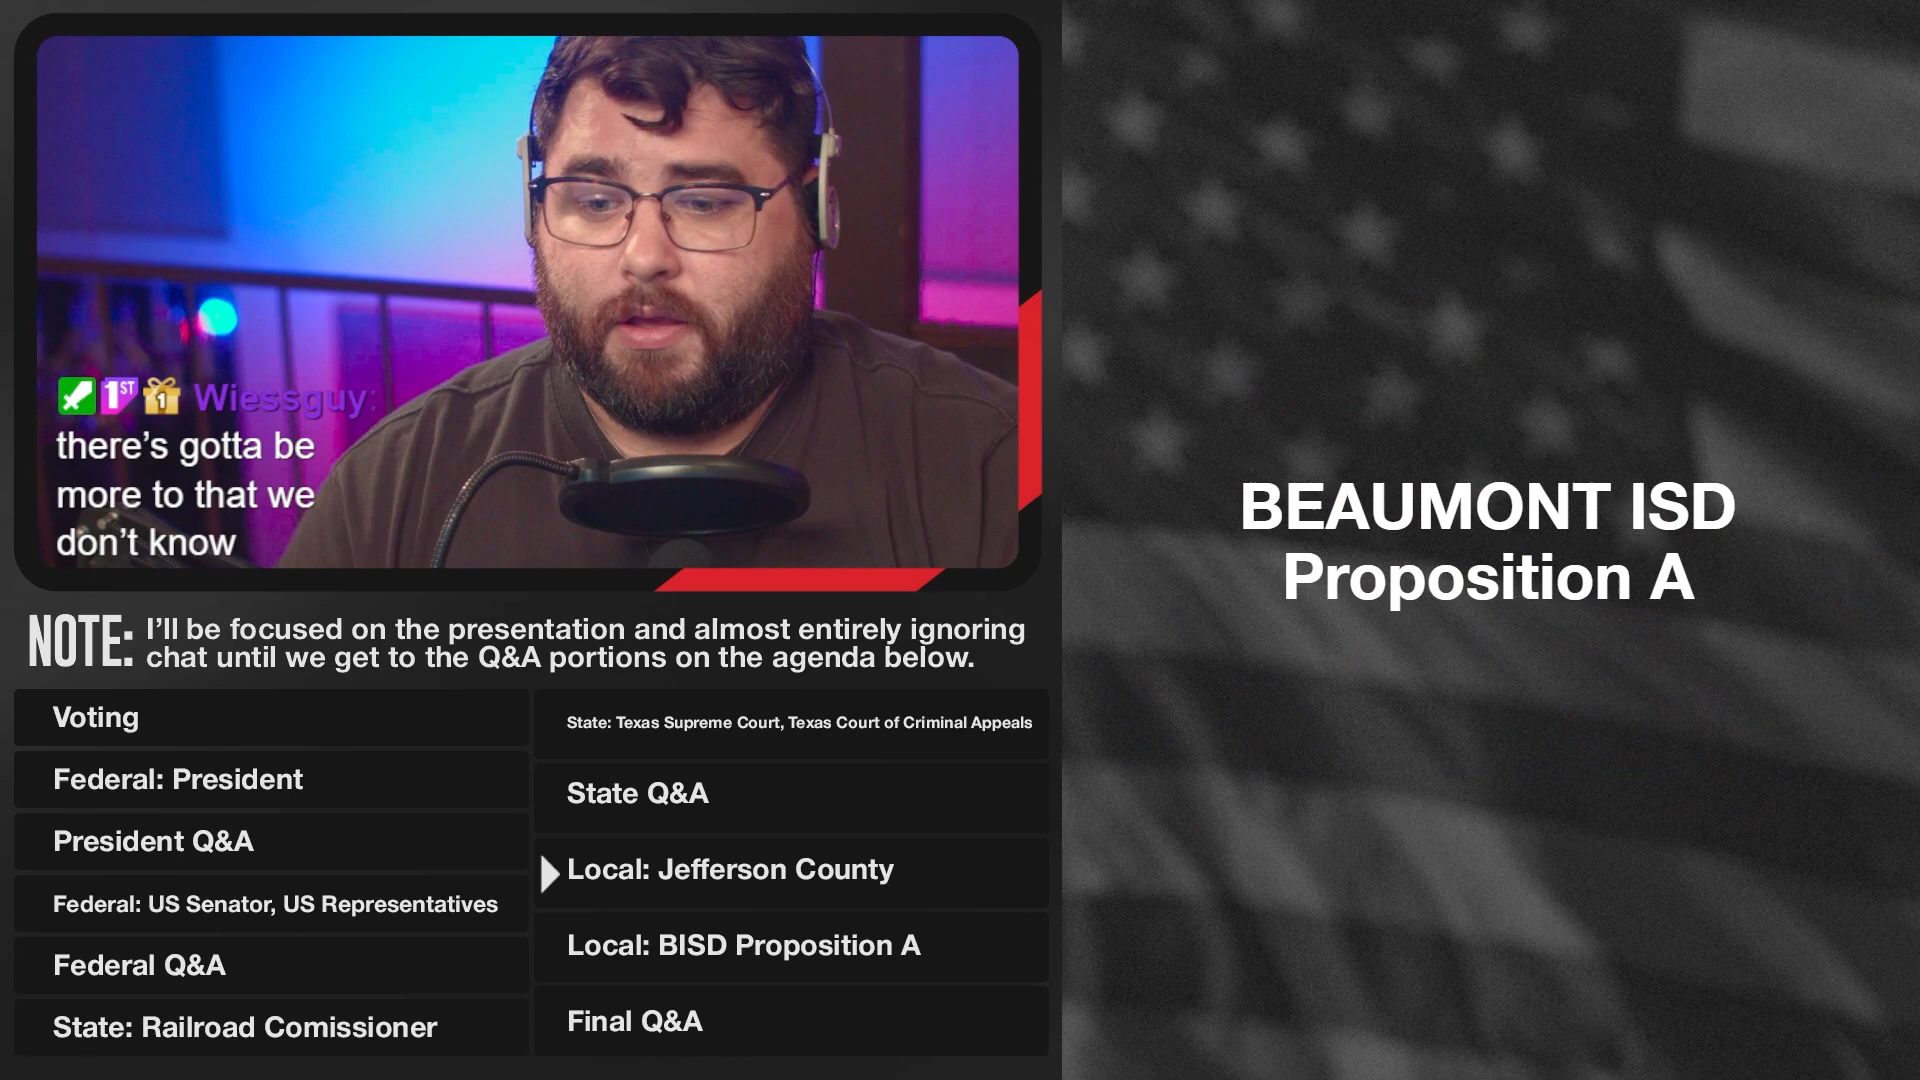 1ST 1 Wiessguy:
there’s gotta be
more to that we
don’t know
NOTE: I’ll be focused on the presentation and almost entirely ignoring
chat until we get to the Q&A portions on the agenda below.
Voting
Federal: President
President Q&A
Federal: US Senator, US Representatives
Federal Q&A
State: Railroad Comissioner
State: Texas Supreme Court, Texas Court of Criminal Appeals
State Q&A
Local: Jefferson County
Local: BISD Proposition A
Final Q&A
BEAUMONT ISD
Proposition A